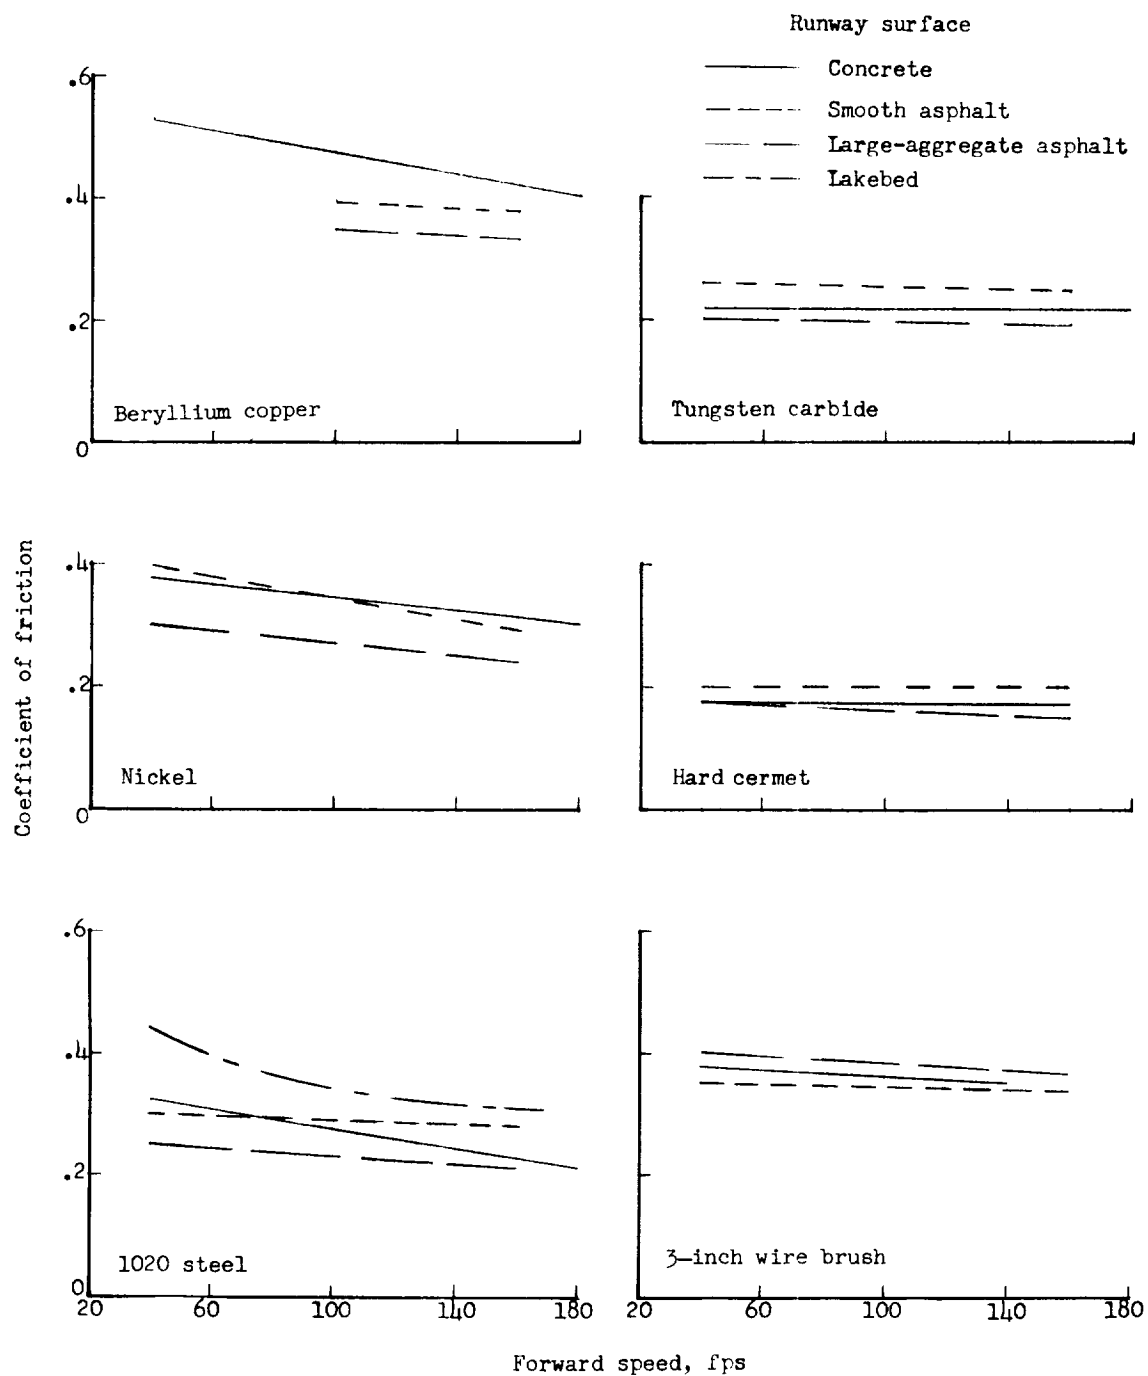 Runway surface
Concrete
Smooth asphalt
Large-aggregate asphalt
Lakebed
.6
.4
.2
0
Beryllium copper
Tungsten carbide
Coefficient of friction
.4
.2
0
Nickel
Hard cermet
.6
.4
.2
0
1020 steel
3-inch wire brush
20 60 100 140 180
20 60 100 140 180
Forward speed, fps